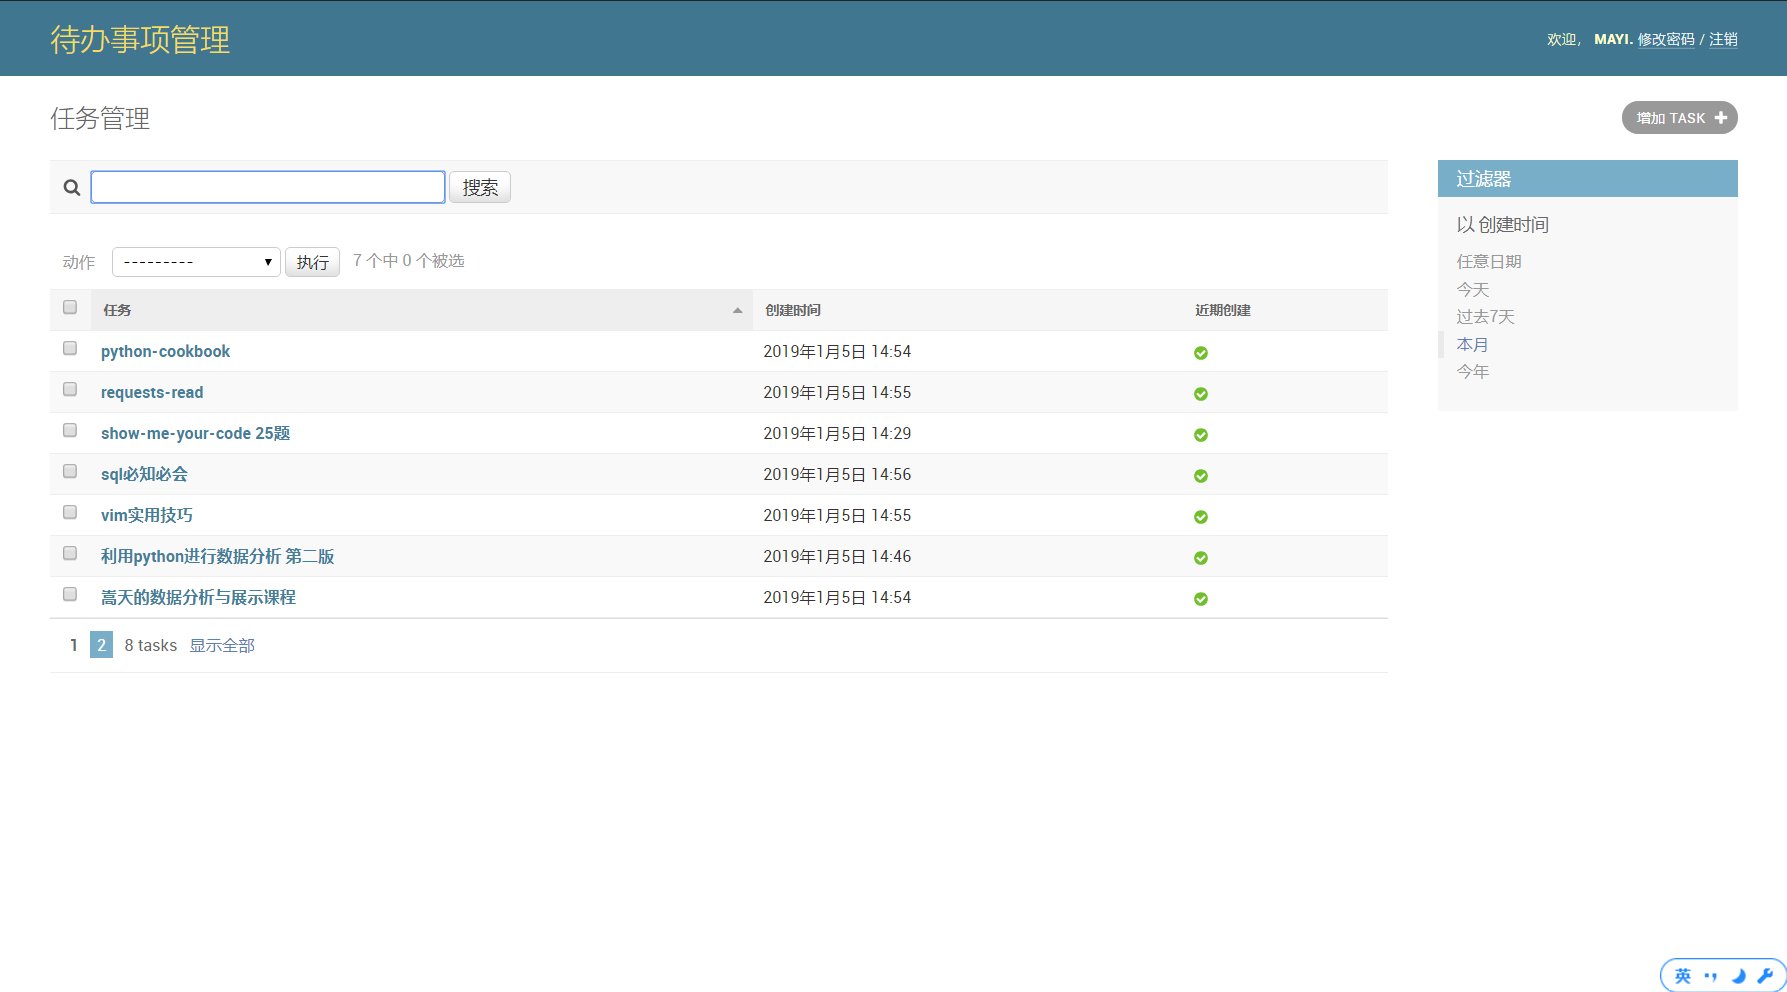 待办事项管理
欢迎， MAYI. 修改密码 / 注销
任务管理
增加 TASK
搜索
动作 --------- 执行 7 个中 0 个被选
任务 创建时间 近期创建
python-cookbook 2019年1月5日 14:54
requests-read 2019年1月5日 14:55
show-me-your-code 25题 2019年1月5日 14:29
sql必知必会 2019年1月5日 14:56
vim实用技巧 2019年1月5日 14:55
利用python进行数据分析 第二版 2019年1月5日 14:46
嵩天的数据分析与展示课程 2019年1月5日 14:54
1 2 8 tasks 显示全部
过滤器
以 创建时间
任意日期
今天
过去7天
本月
今年
英